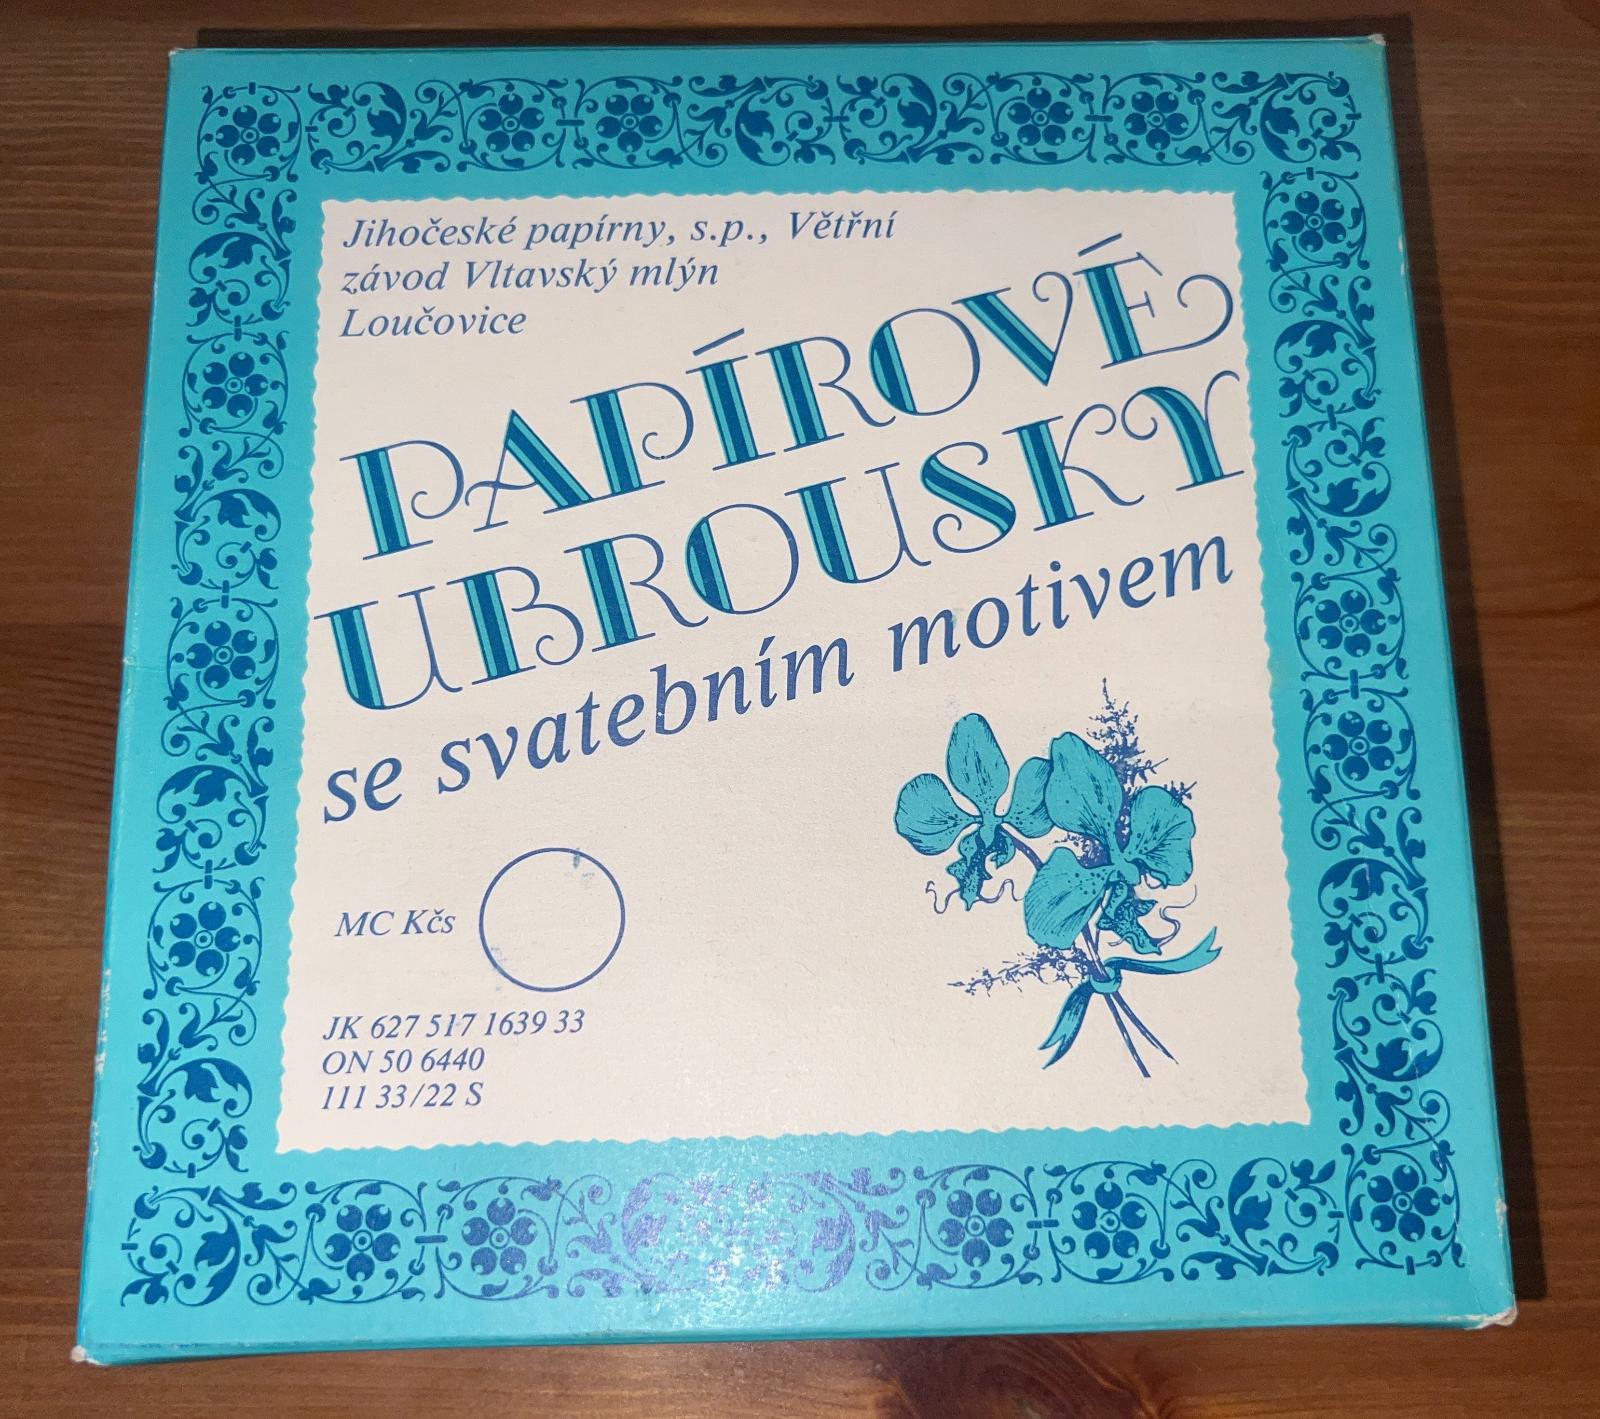 Jihočeské papírny, s.p., Větřní
závod Vltavský mlýn
Loučovice
PAPÍROVÉ
UBROUSKY
se svatebním motivem
MC Kčs
JK 627 517 1639 33
ON 50 6440
111 33/22 S